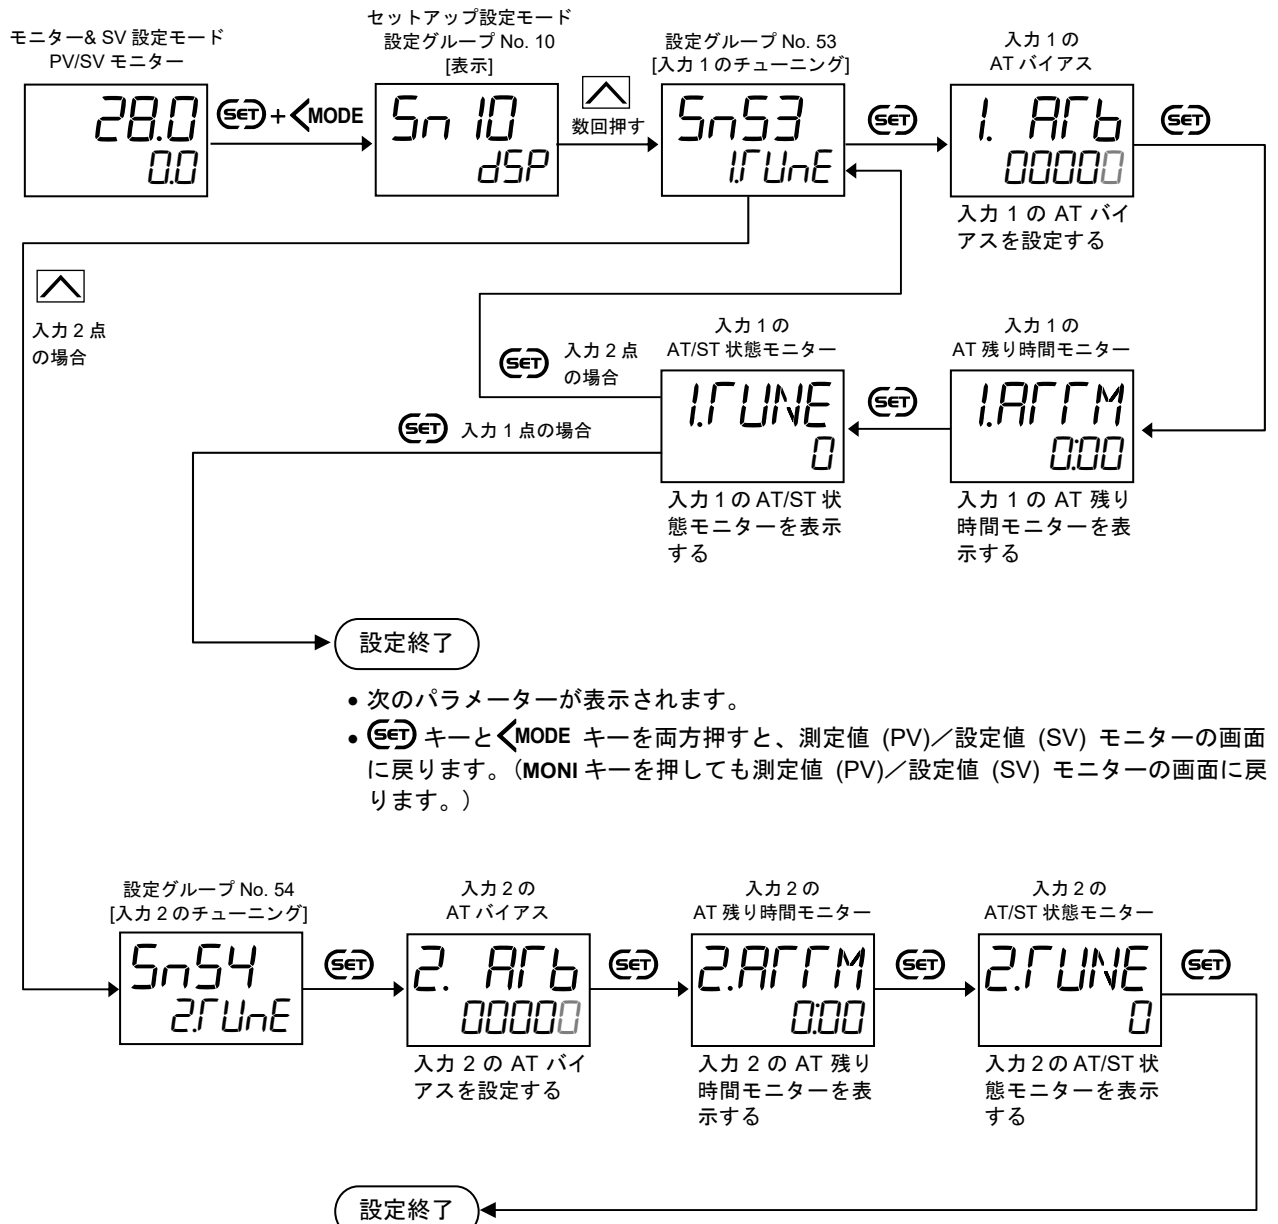 モニター& SV 設定モード
PV/SV モニター
28.0
0.0
SET + <MODE
セットアップ設定モード
設定グループ No. 10
[表示]
Sn 10
dSP
数回押す
設定グループ No. 53
[入力1のチューニング]
Sn53
1.TUnE
SET
入力1の
AT バイアス
1. ATb
00000
SET
入力 1 の AT バイ
アスを設定する
入力2点
の場合
SET
入力2点
の場合
入力1の
AT/ST 状態モニター
1.TUNE
0
入力1の AT/ST 状
態モニターを表示
する
SET
入力1の
AT 残り時間モニター
1.ATTM
0:00
入力 1 の AT 残り
時間モニターを表
示する
SET 入力1点の場合
設定終了
• 次のパラメーターが表示されます。
• SET キーと<MODE キーを両方押すと、測定値 (PV)／設定値 (SV) モニターの画面
に戻ります。（MONI キーを押しても測定値 (PV)／設定値 (SV) モニターの画面に戻
ります。）
設定グループ No. 54
[入力2のチューニング]
Sn54
2.TUnE
SET
入力2の
AT バイアス
2. ATb
00000
入力 2 の AT バイ
アスを設定する
SET
入力2の
AT 残り時間モニター
2.ATTM
0:00
入力 2 の AT 残り
時間モニターを表
示する
SET
入力2の
AT/ST 状態モニター
2.TUNE
0
入力2の AT/ST 状
態モニターを表示
する
SET
設定終了